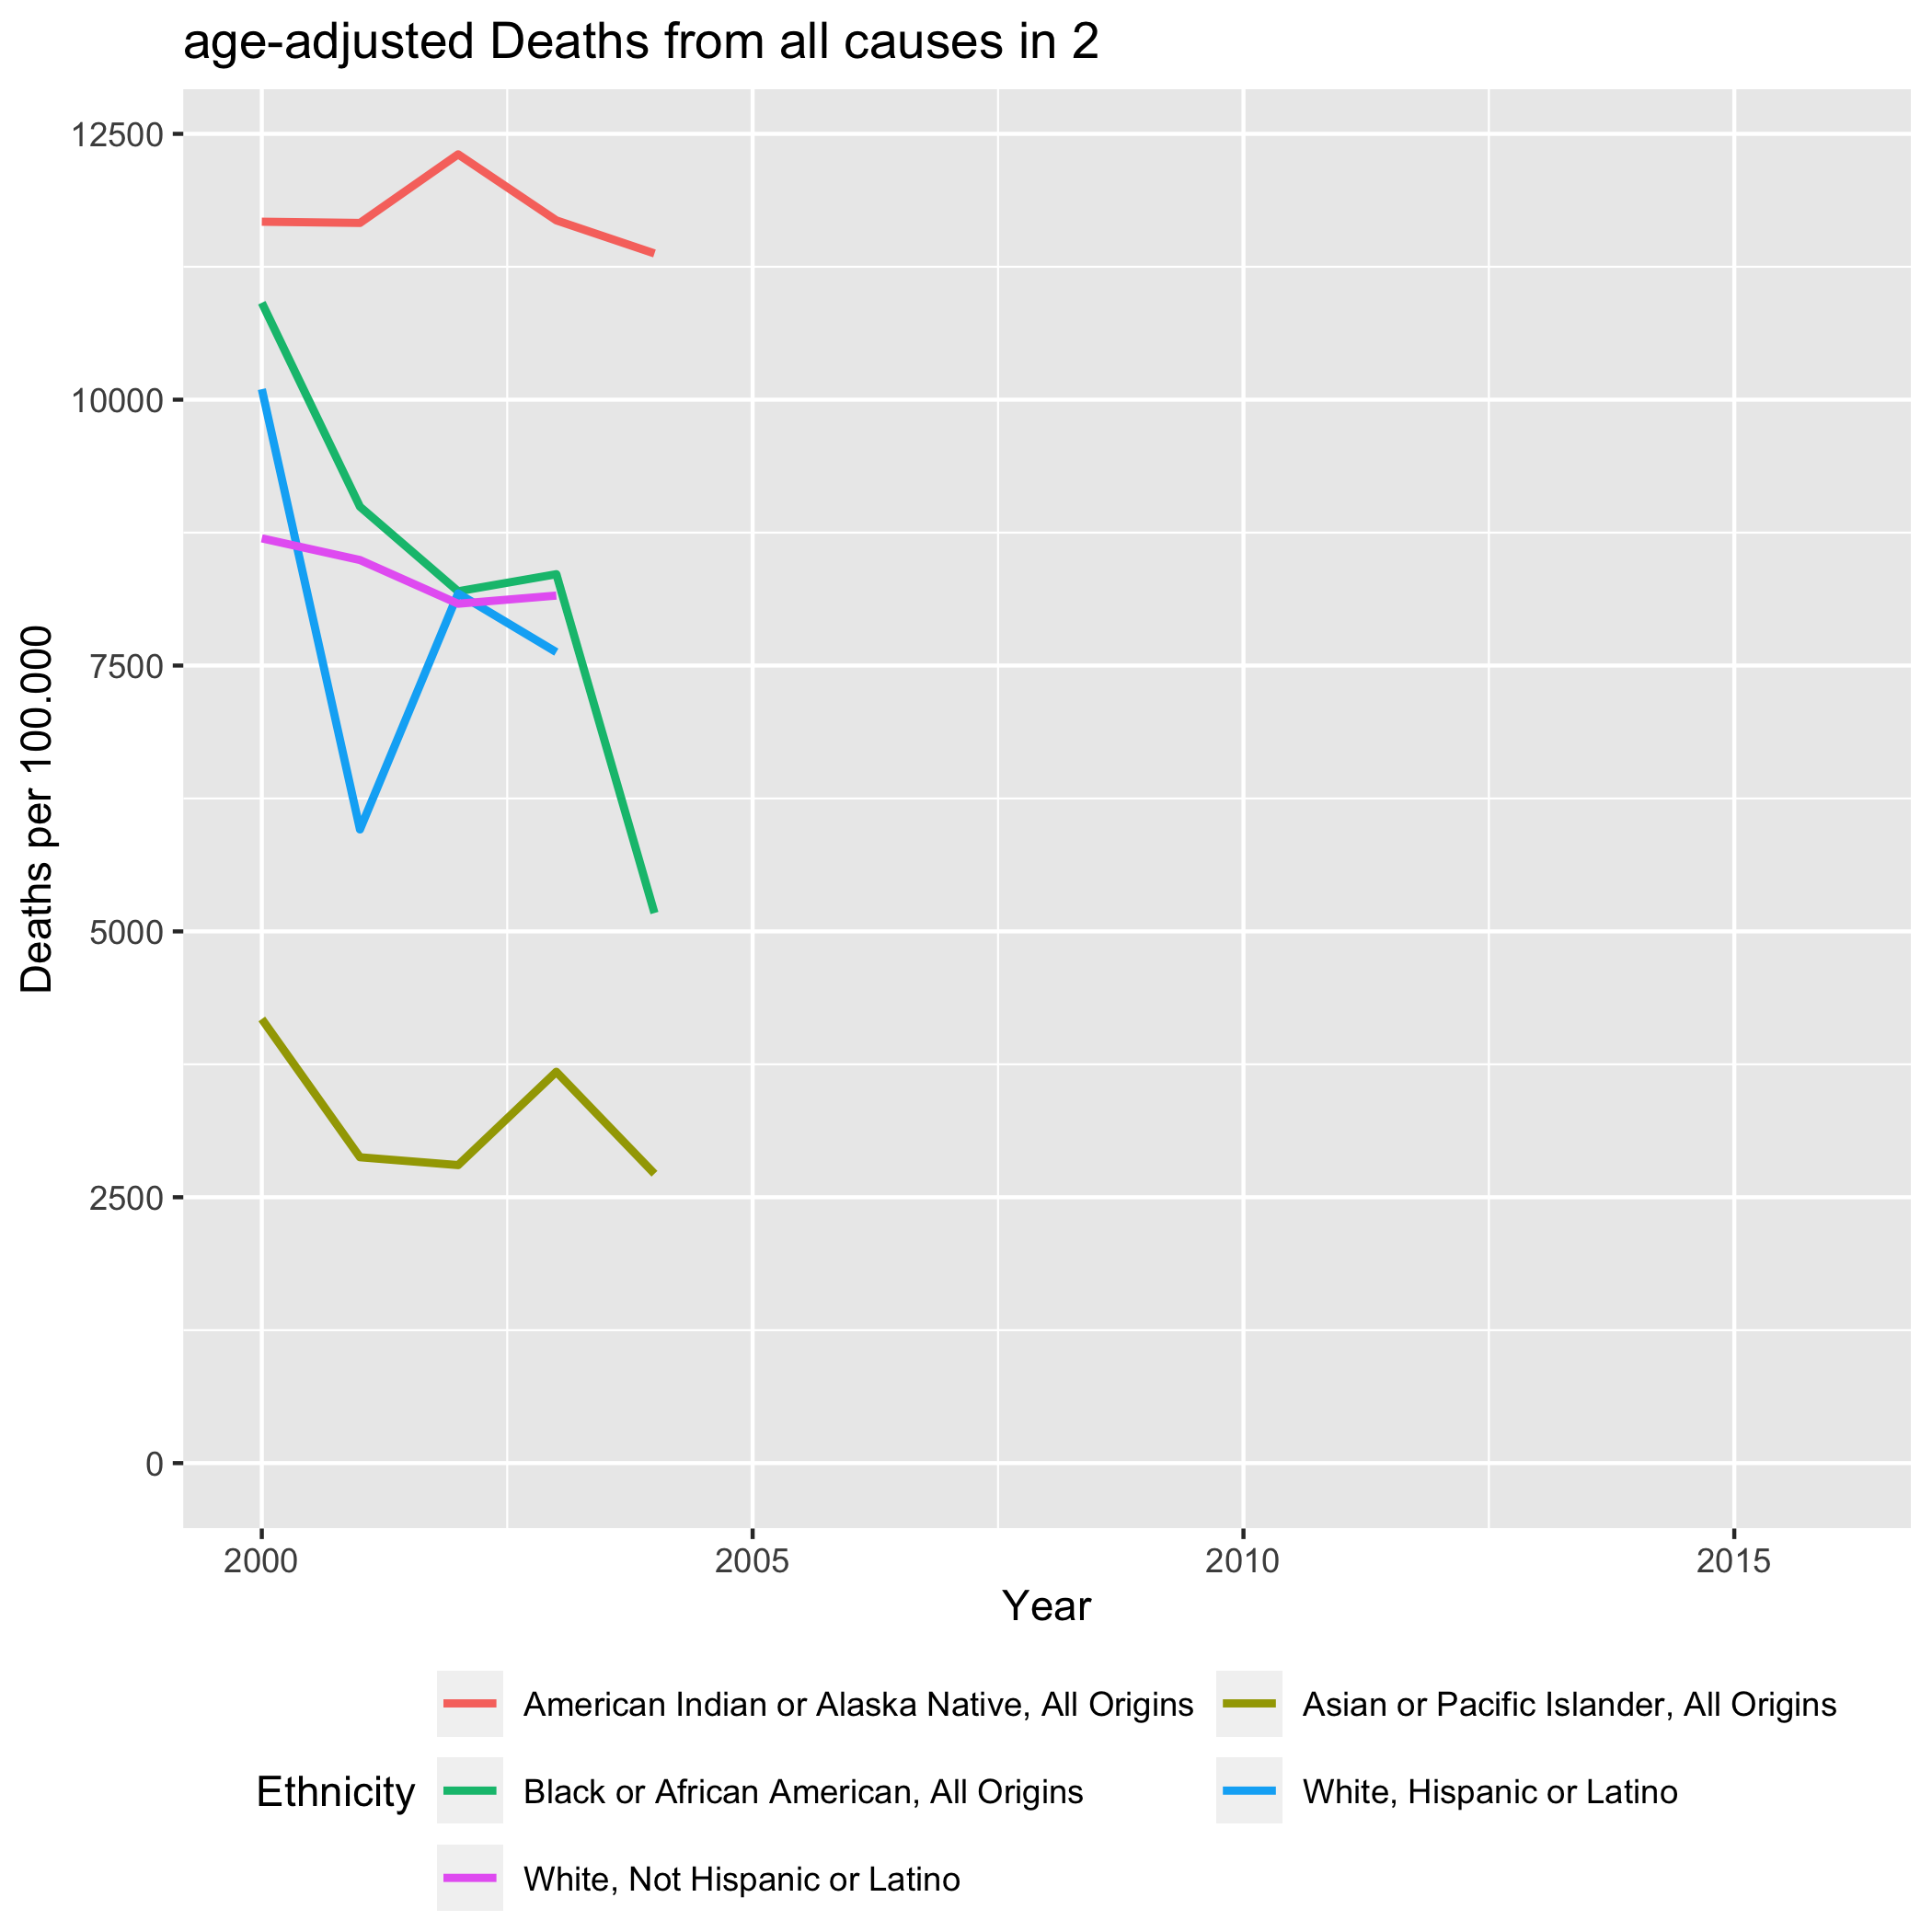 age-adjusted Deaths from all causes in 2
12500
10000
7500
5000
2500
0
Deaths per 100.000
2000 2005 2010 2015
Year
Ethnicity
American Indian or Alaska Native, All Origins
Asian or Pacific Islander, All Origins
Black or African American, All Origins
White, Hispanic or Latino
White, Not Hispanic or Latino